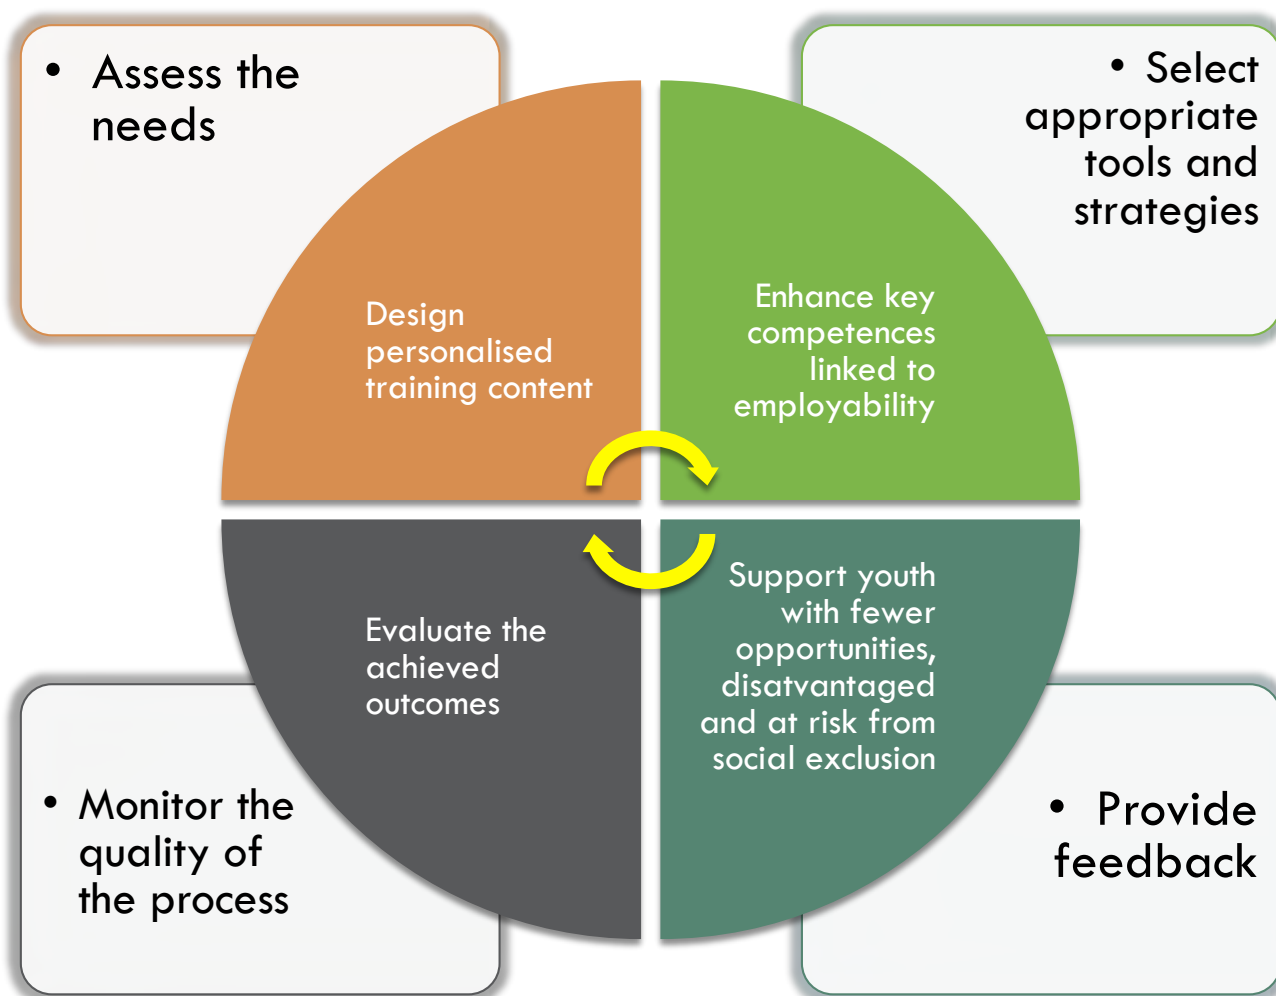 • Assess the
needs
• Select
appropriate
tools and
strategies
Design
personalised
training content
Enhance key
competences
linked to
employability
Evaluate the
achieved
outcomes
Support youth
with fewer
opportunities,
disatvantaged
and at risk from
social exclusion
• Monitor the
quality of
the process
• Provide
feedback